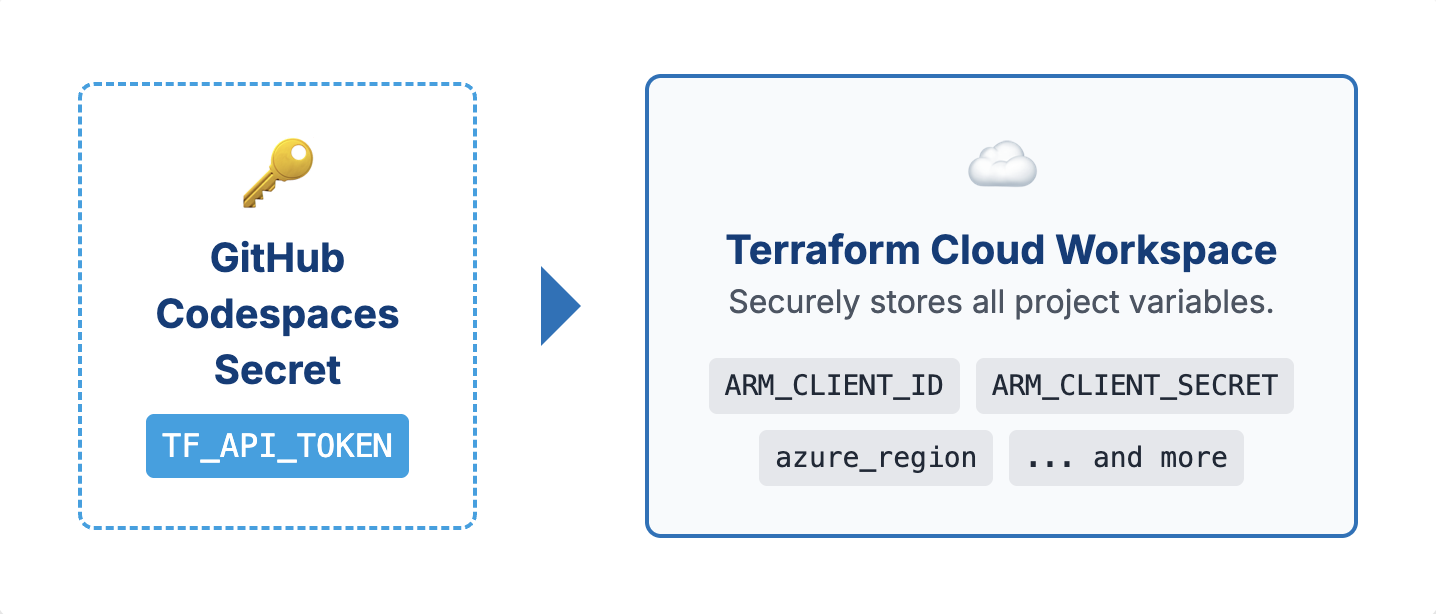 GitHub
Codespaces
Secret
TF_API_TOKEN
Terraform Cloud Workspace
Securely stores all project variables.
ARM_CLIENT_ID ARM_CLIENT_SECRET
azure_region ... and more